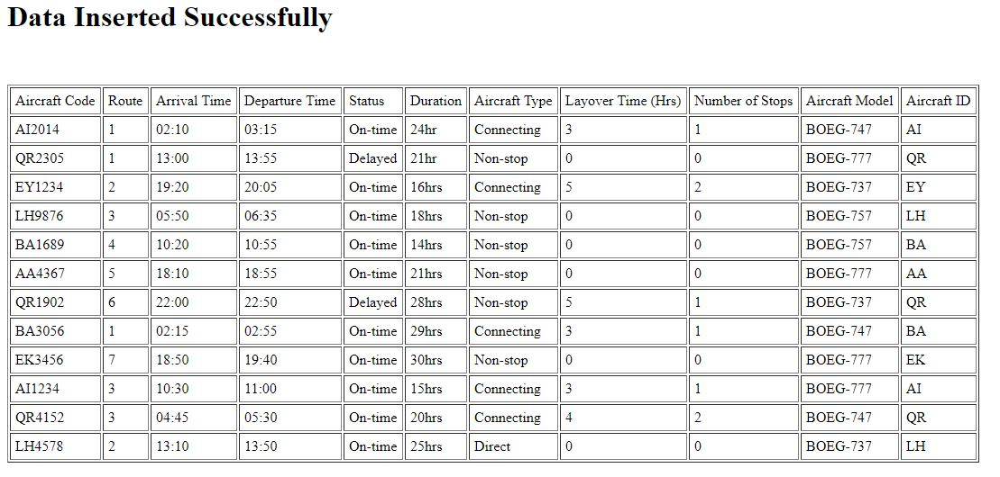 Data Inserted Successfully
Aircraft Code Route Arrival Time Departure Time Status Duration Aircraft Type Layover Time (Hrs) Number of Stops Aircraft Model Aircraft ID
AI2014 1 02:10 03:15 On-time 24hr Connecting 3 1 BOEG-747 AI
QR2305 1 13:00 13:55 Delayed 21hr Non-stop 0 0 BOEG-777 QR
EY1234 2 19:20 20:05 On-time 16hrs Connecting 5 2 BOEG-737 EY
LH9876 3 05:50 06:35 On-time 18hrs Non-stop 0 0 BOEG-757 LH
BA1689 4 10:20 10:55 On-time 14hrs Non-stop 0 0 BOEG-757 BA
AA4367 5 18:10 18:55 On-time 21hrs Non-stop 0 0 BOEG-777 AA
QR1902 6 22:00 22:50 Delayed 28hrs Non-stop 5 1 BOEG-737 QR
BA3056 1 02:15 02:55 On-time 29hrs Connecting 3 1 BOEG-747 BA
EK3456 7 18:50 19:40 On-time 30hrs Non-stop 0 0 BOEG-777 EK
AI1234 3 10:30 11:00 On-time 15hrs Connecting 3 1 BOEG-777 AI
QR4152 3 04:45 05:30 On-time 20hrs Connecting 4 2 BOEG-747 QR
LH4578 2 13:10 13:50 On-time 25hrs Direct 0 0 BOEG-737 LH